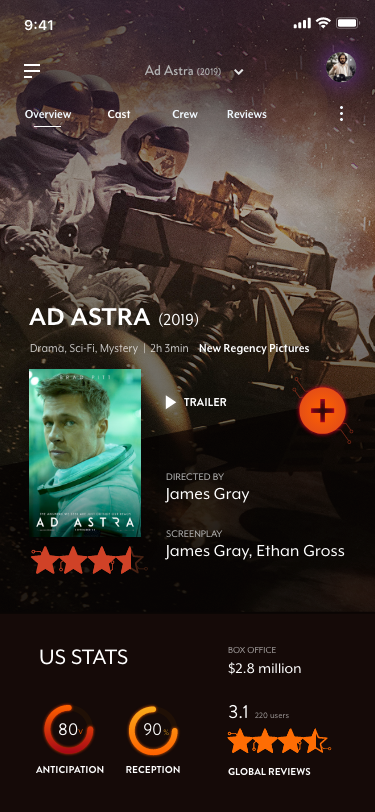 9:41
Ad Astra (2019)
Overview Cast Crew Reviews
AD ASTRA (2019)
Drama, Sci-Fi, Mystery | 2h 3min New Regency Pictures
BRAD PITT
TRAILER
DIRECTED BY
James Gray
AD ASTRA
SCREENPLAY
James Gray, Ethan Gross
US STATS
BOX OFFICE
$2.8 million
3.1 220 users
80% 90%
ANTICIPATION RECEPTION
GLOBAL REVIEWS